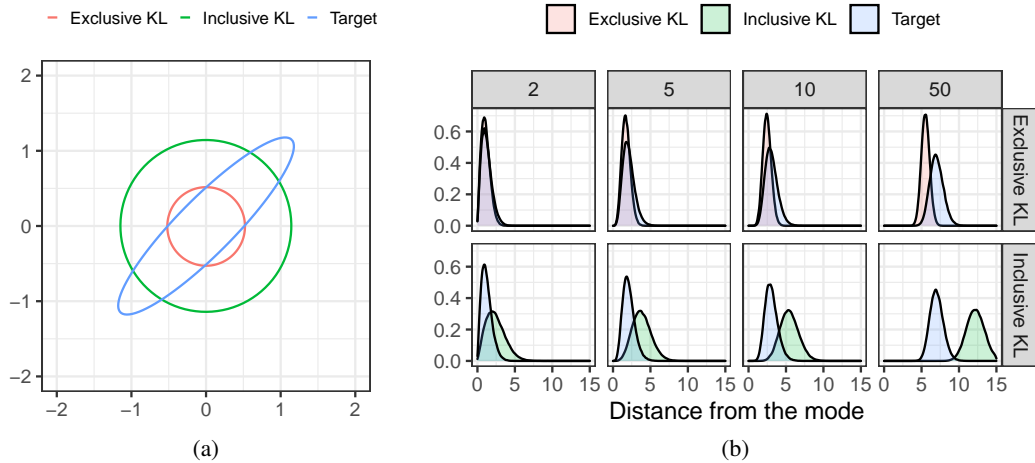 Exclusive KL Inclusive KL Target
2
1
0
−1
−2
−2 −1 0 1 2
(a)
Exclusive KL Inclusive KL Target
2 5 10 50
0.6
0.4
0.2
0.0
Exclusive KL
0.6
0.4
0.2
0.0
Inclusive KL
0 5 10 15 0 5 10 15 0 5 10 15 0 5 10 15
Distance from the mode
(b)